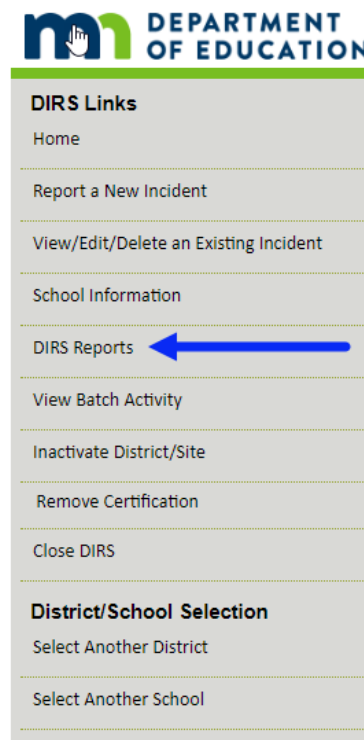 DEPARTMENT
OF EDUCATION
DIRS Links
Home
Report a New Incident
View/Edit/Delete an Existing Incident
School Information
DIRS Reports
View Batch Activity
Inactivate District/Site
Remove Certification
Close DIRS
District/School Selection
Select Another District
Select Another School